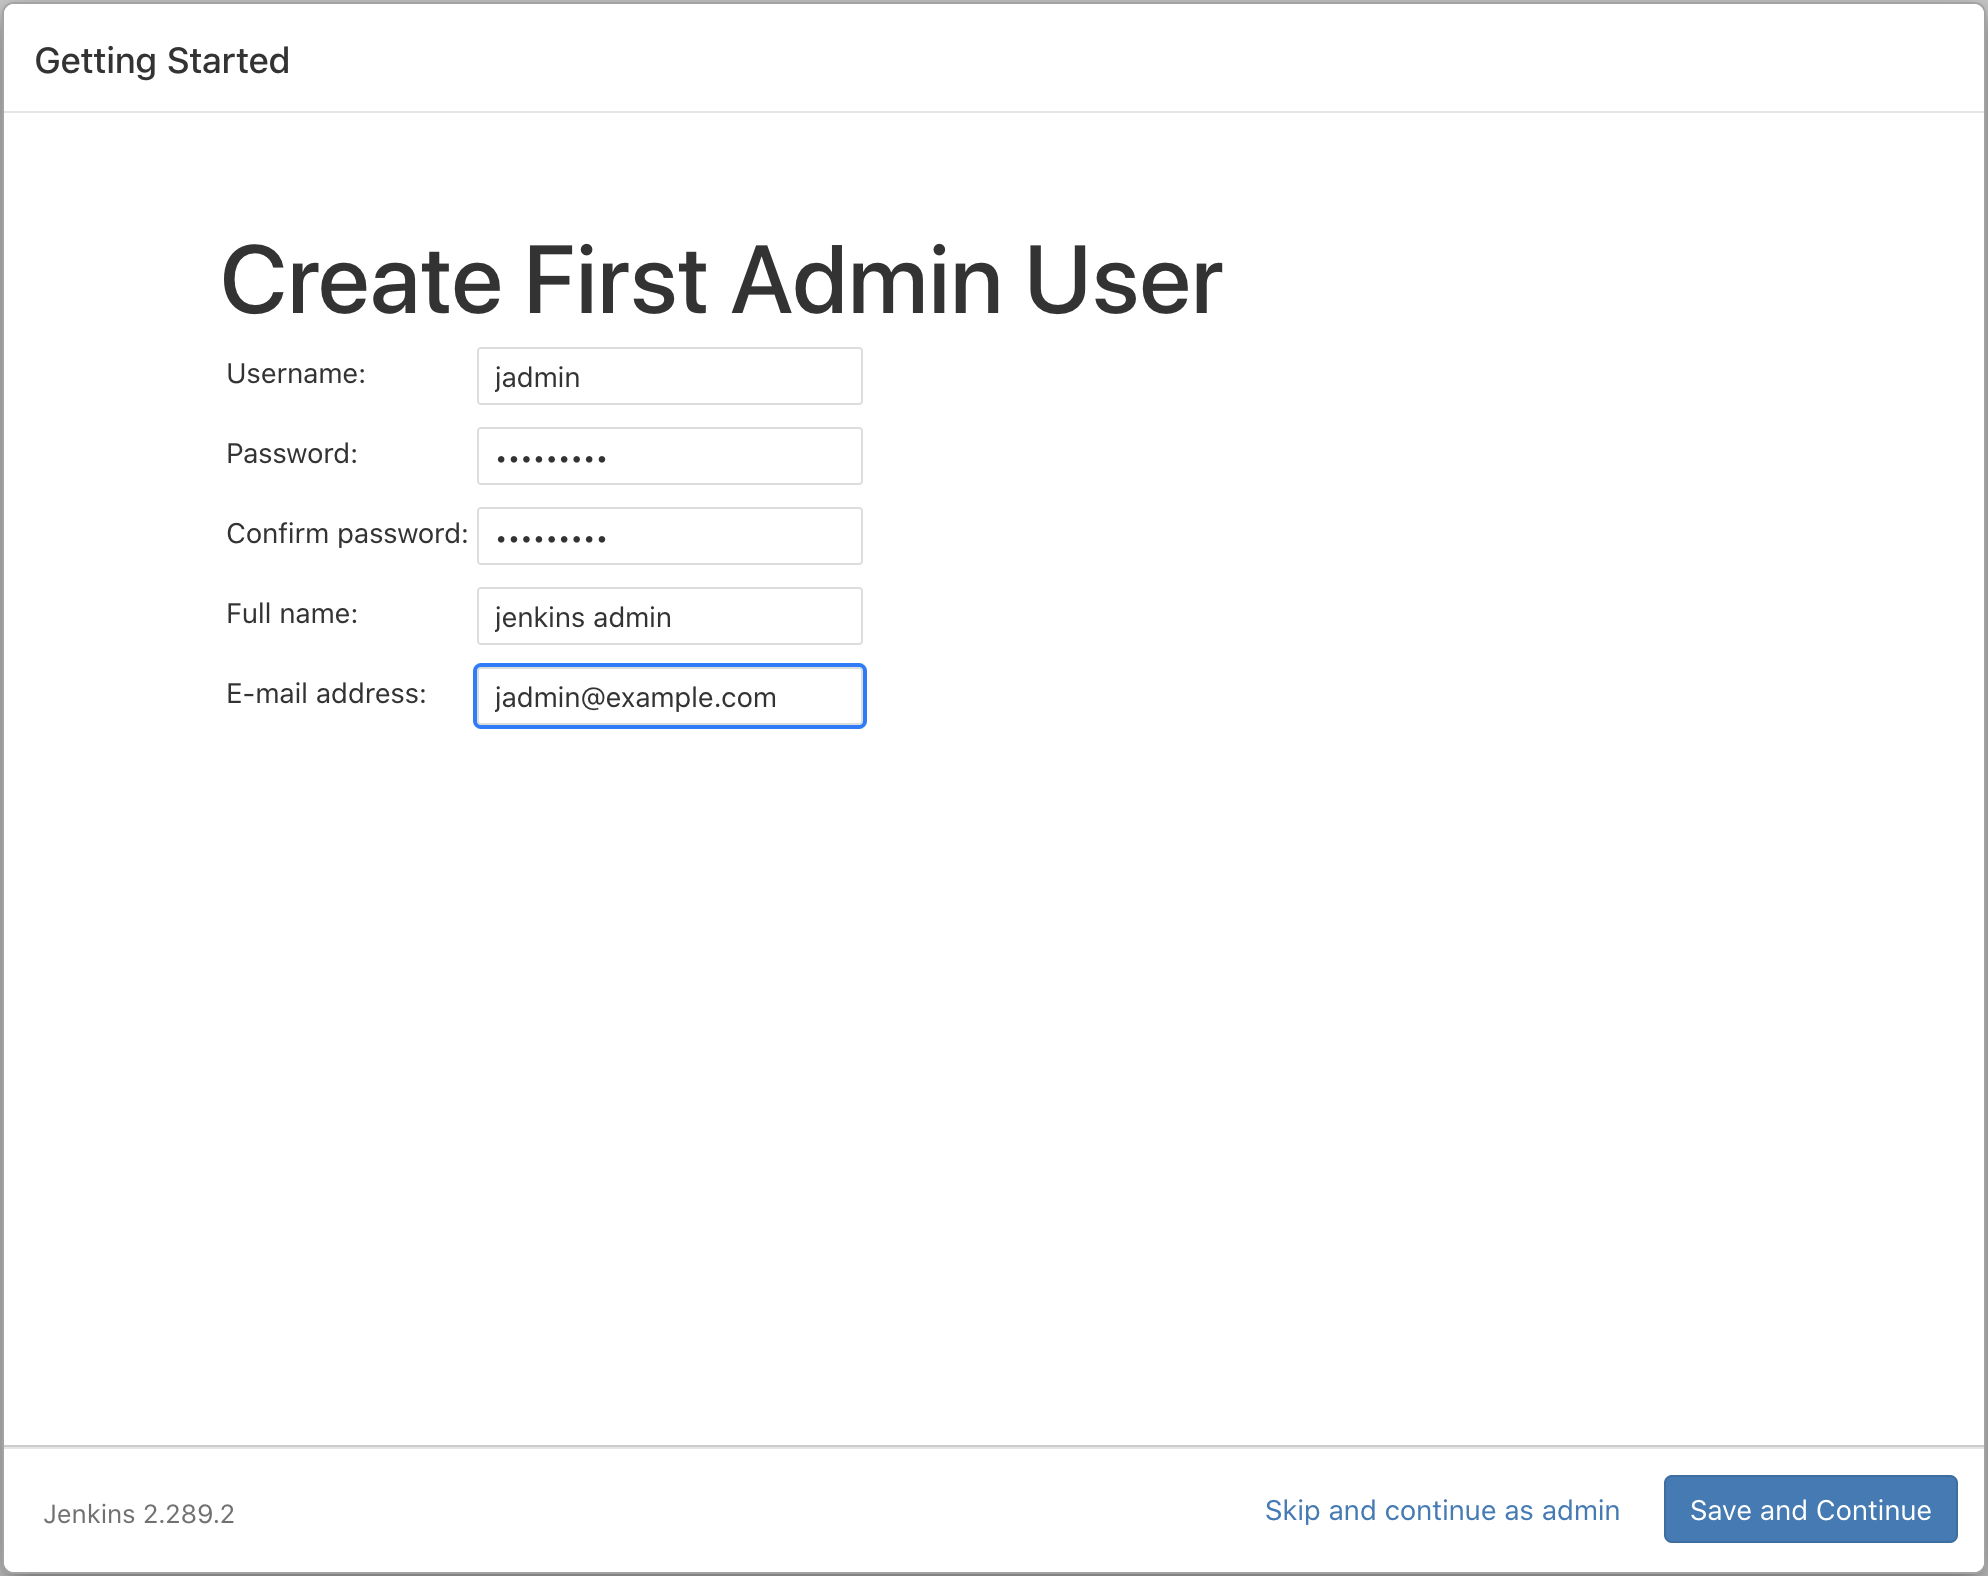 Getting Started
Create First Admin User
Username: jadmin
Password: •••••••••
Confirm password: •••••••••
Full name: jenkins admin
E-mail address: jadmin@example.com
Jenkins 2.289.2 Skip and continue as admin Save and Continue